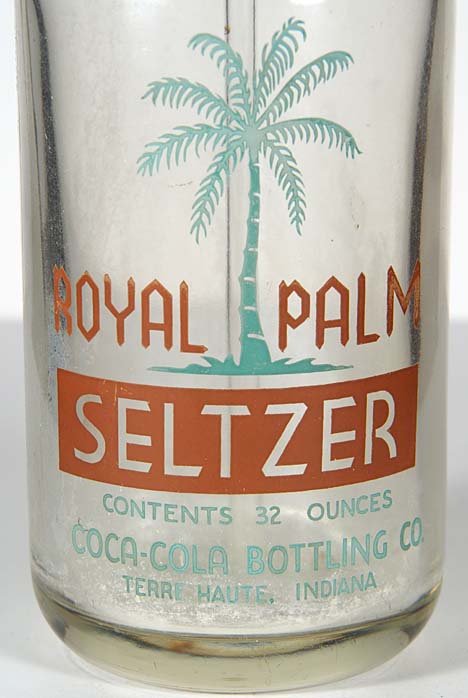 ROYAL PALM
SELTZER
CONTENTS 32 OUNCES
COCA-COLA BOTTLING CO.
TERRE HAUTE, INDIANA